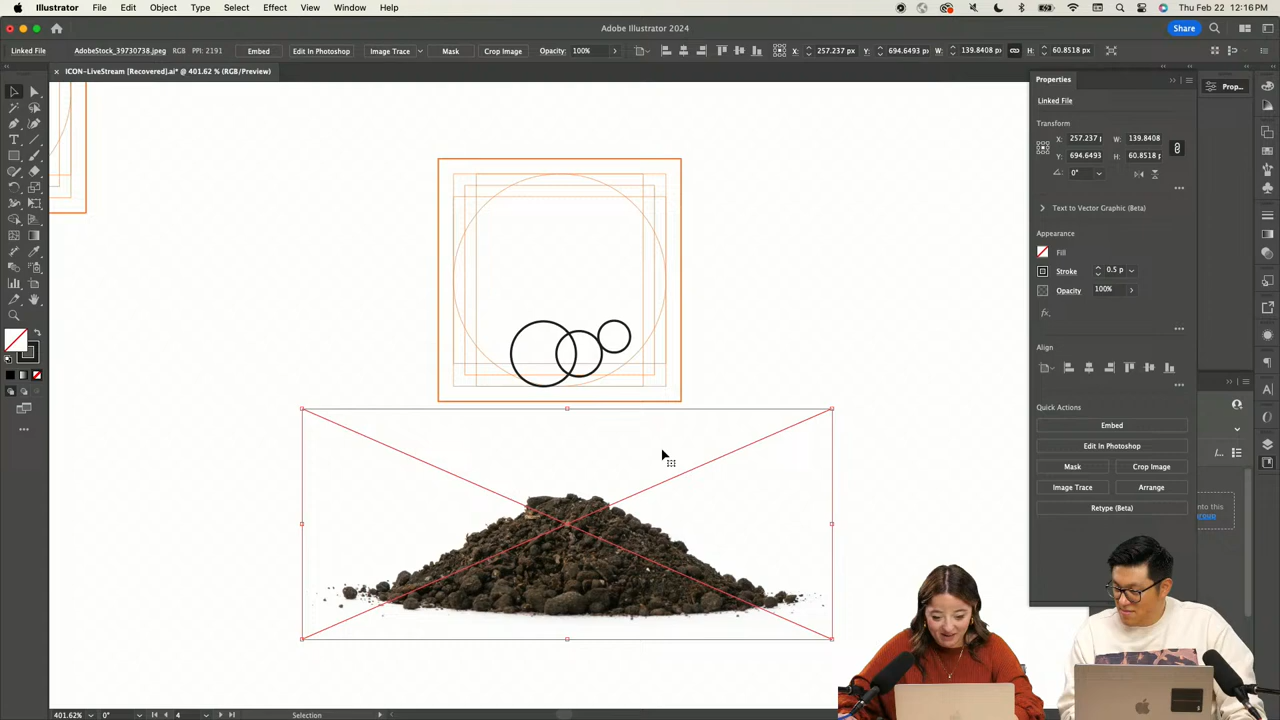 Illustrator File Edit Object Type Select Effect View Window Help
Thu Feb 22 12:16 PM
Adobe Illustrator 2024
Share
Linked File AdobeStock_39730738.jpeg RGB PPI: 2191 Embed Edit In Photoshop Image Trace Mask Crop Image Opacity: 100% X: 257.237 px Y: 694.6493 px W: 139.8408 px H: 60.8518 px
× ICON-LiveStream [Recovered].ai* @ 401.62 % (RGB/Preview)
Properties
Prop...
Linked File
Transform
X: 257.237 W: 139.8408
Y: 694.6493 H: 60.8518 p
0°
Text to Vector Graphic (Beta)
Appearance
Fill
Stroke 0.5 p
Opacity 100%
fx
Align
Quick Actions
Embed
Edit In Photoshop
Mask Crop Image
Image Trace Arrange
Retype (Beta)
nto this
401.62% 0° 4 Selection